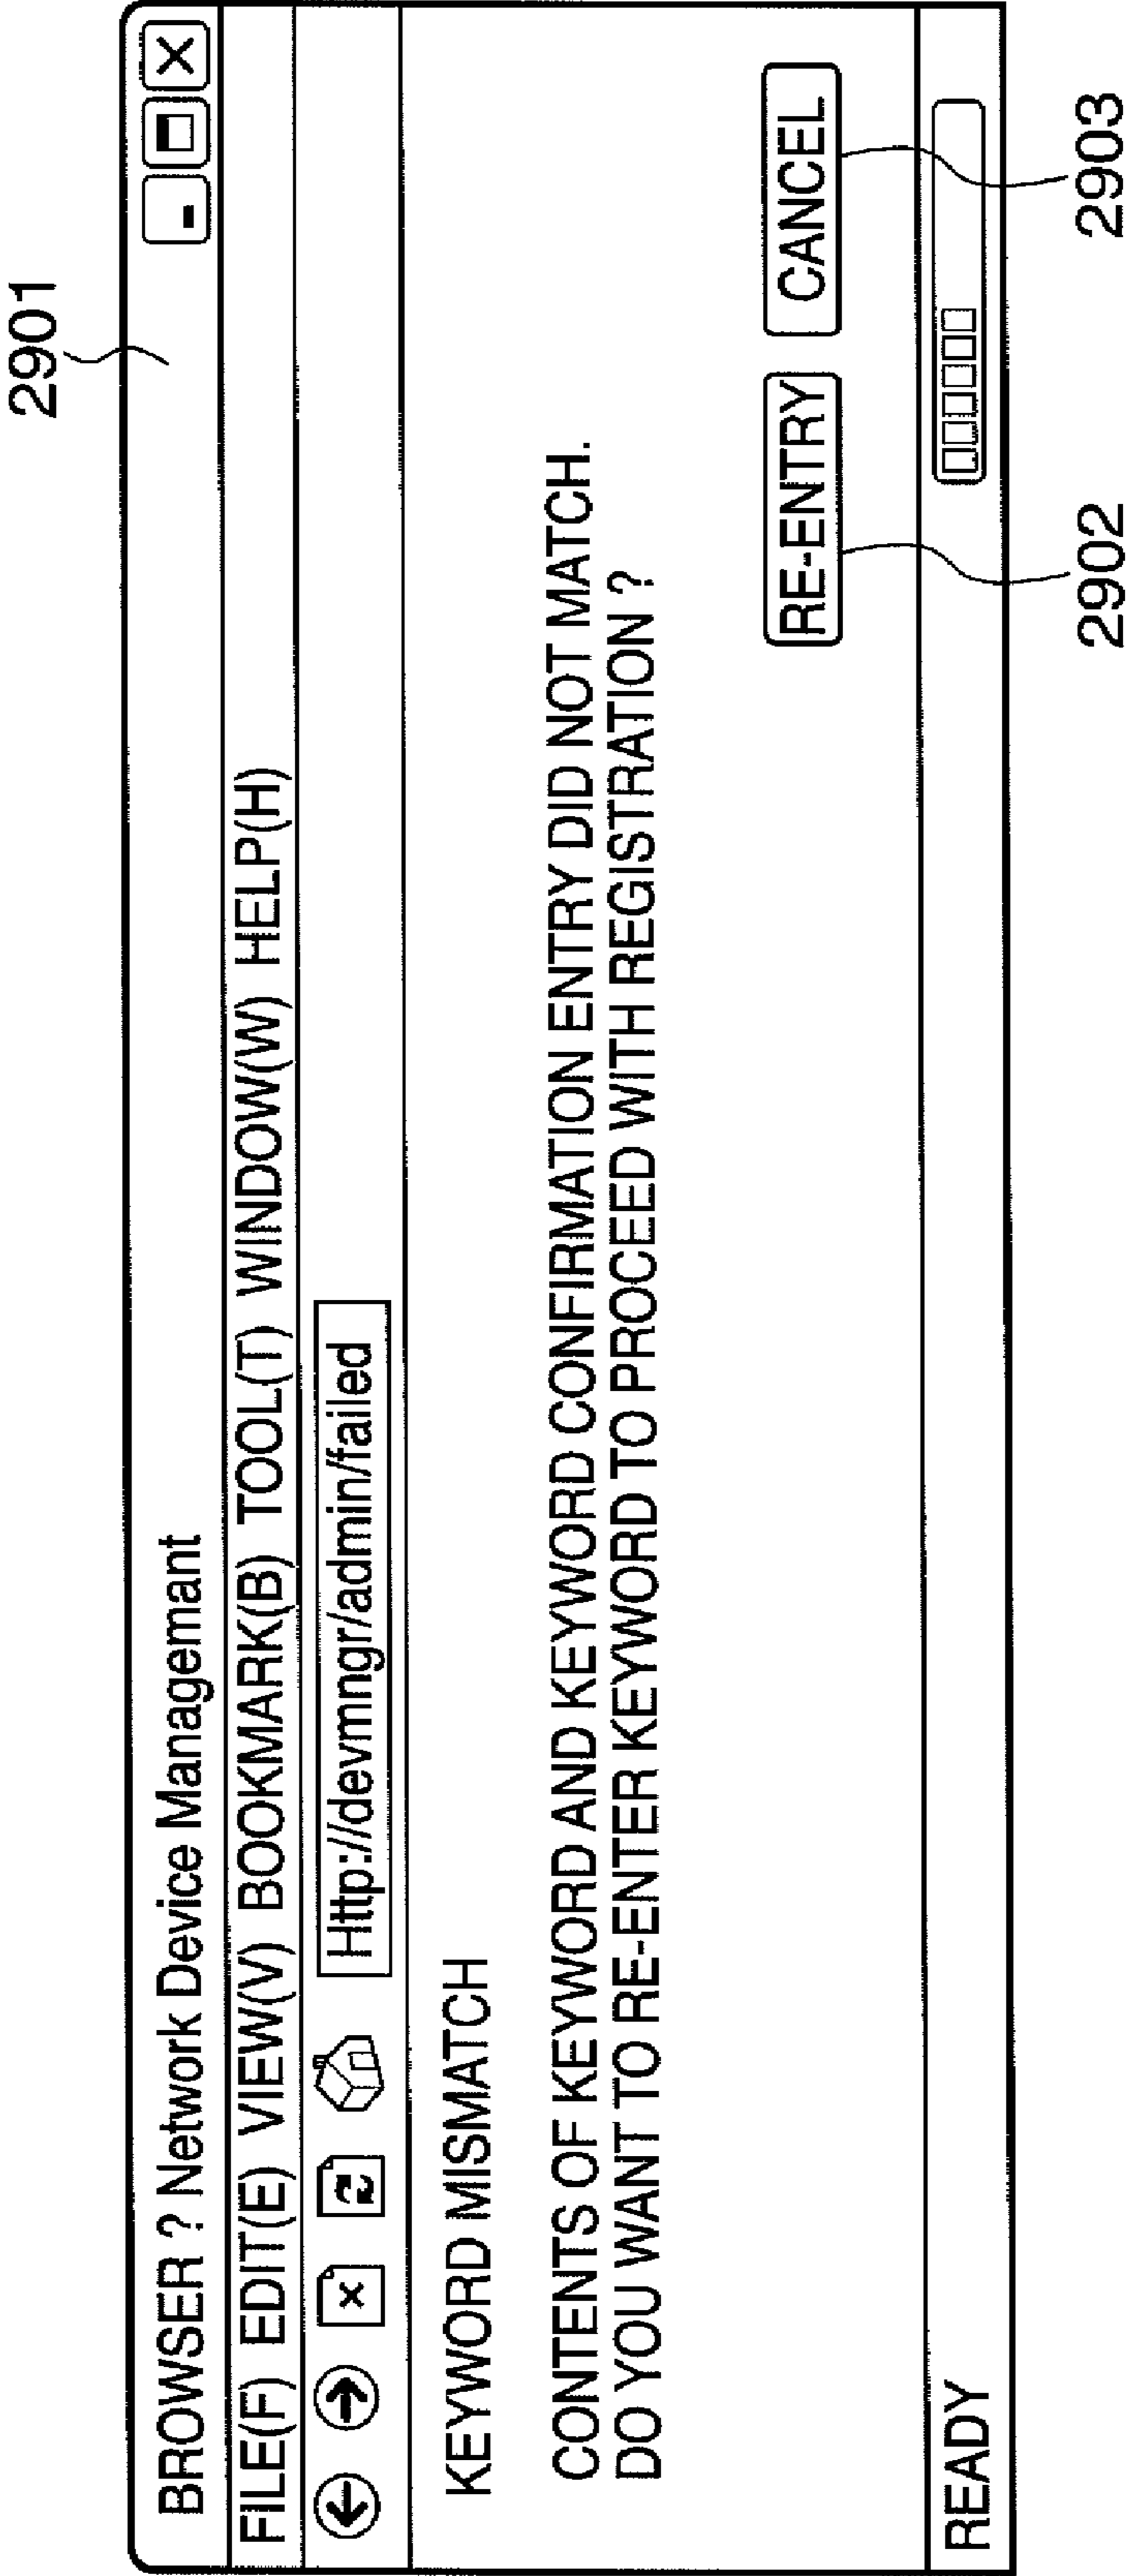 2901
BROWSER ? Network Device Managemant
FILE(F) EDIT(E) VIEW(V) BOOKMARK(B) TOOL(T) WINDOW(W) HELP(H)
Http://devmngr/admin/failed
KEYWORD MISMATCH
CONTENTS OF KEYWORD AND KEYWORD CONFIRMATION ENTRY DID NOT MATCH.
DO YOU WANT TO RE-ENTER KEYWORD TO PROCEED WITH REGISTRATION ?
RE-ENTRY CANCEL
READY
2902 2903